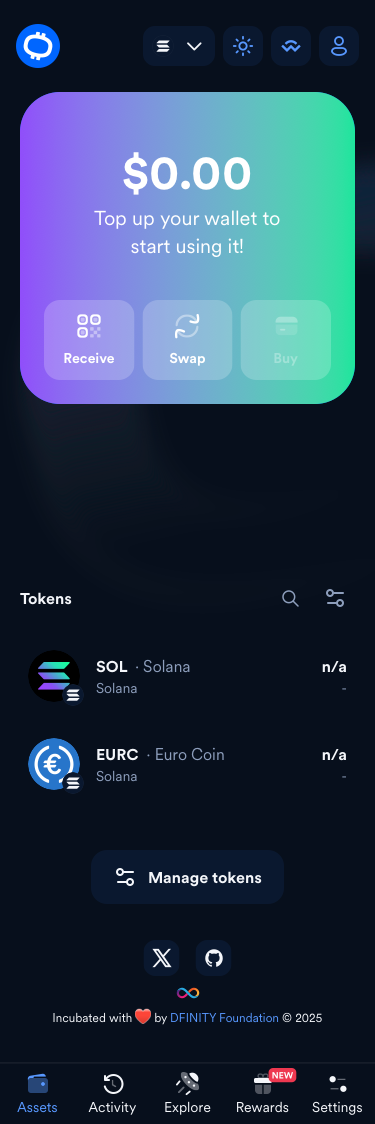 $0.00
Top up your wallet to
start using it!
Receive
Swap
Buy
Tokens
SOL · Solana
n/a
Solana
-
EURC · Euro Coin
n/a
Solana
-
Manage tokens
Incubated with ❤️ by DFINITY Foundation © 2025
NEW
Assets
Activity
Explore
Rewards
Settings